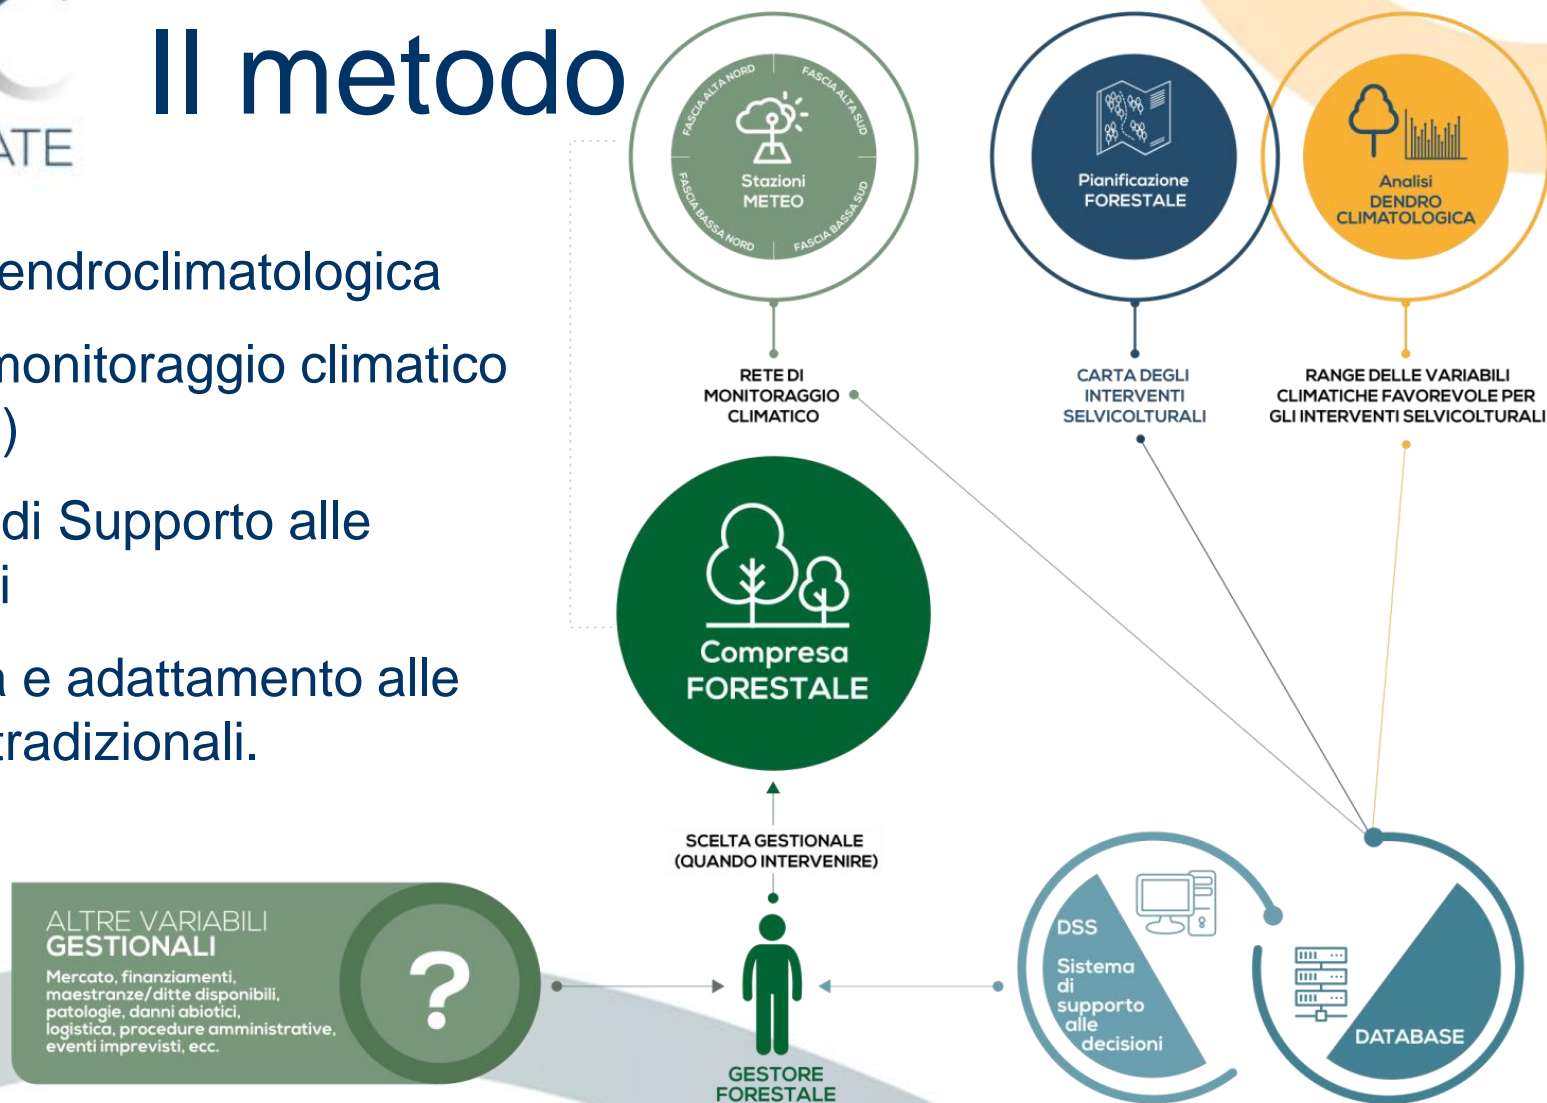 Il metodo
ATE
endroclimatologica
monitoraggio climatico
)
di Supporto alle
i
a e adattamento alle
tradizionali.
FASCIA ALTA NORD
FASCIA ALTA SUD
FASCIA BASSA NORD
FASCIA BASSA SUD
Stazioni
METEO
Pianificazione
FORESTALE
Analisi
DENDRO
CLIMATOLOGICA
RETE DI
MONITORAGGIO
CLIMATICO
CARTA DEGLI
INTERVENTI
SELVICOLTURALI
RANGE DELLE VARIABILI
CLIMATICHE FAVOREVOLE PER
GLI INTERVENTI SELVICOLTURALI
Compresa
FORESTALE
SCELTA GESTIONALE
(QUANDO INTERVENIRE)
ALTRE VARIABILI
GESTIONALI
Mercato, finanziamenti,
maestranze/ditte disponibili,
patologie, danni abiotici,
logistica, procedure amministrative,
eventi imprevisti, ecc.
?
GESTORE
FORESTALE
DSS
Sistema
di
supporto
alle
decisioni
DATABASE